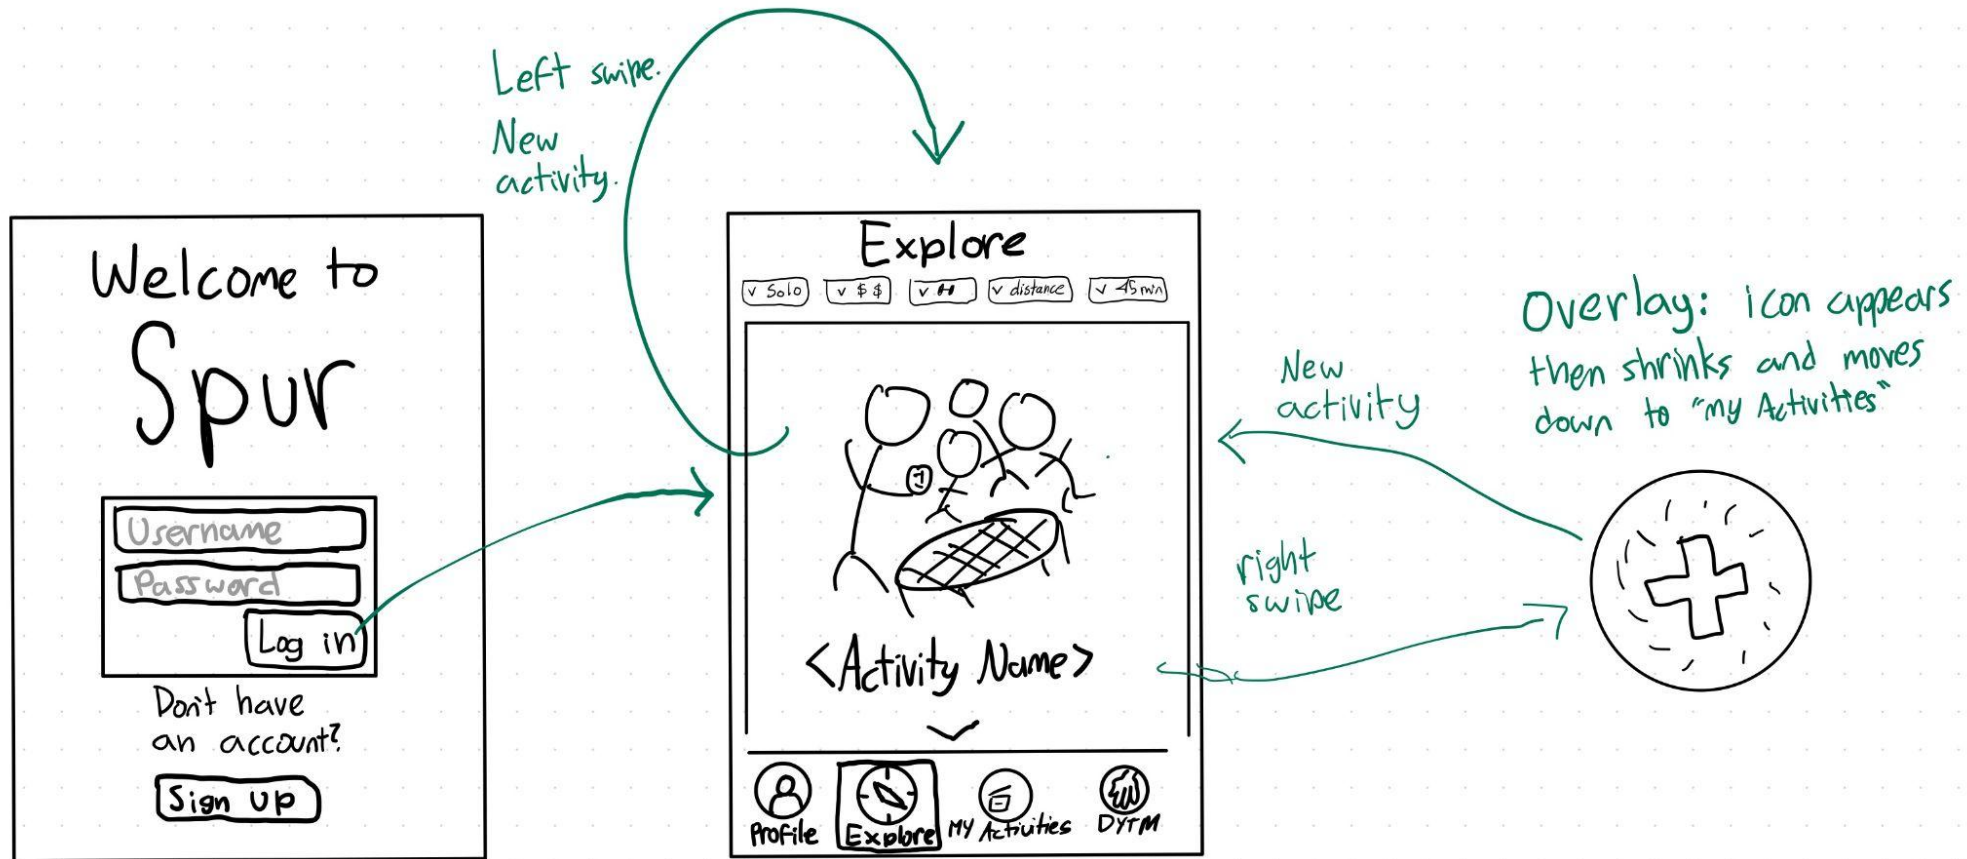 Left swipe.
New
activity.
Welcome to
Spur
Username
Password
Log in
Don't have
an account?
Sign up
Explore
v Solo
v $$
v
v distance
v 45 min
<Activity Name>
Profile
Explore
My Activities
DYTM
New
activity
right
swipe
Overlay: icon appears
then shrinks and moves
down to "my Activities"